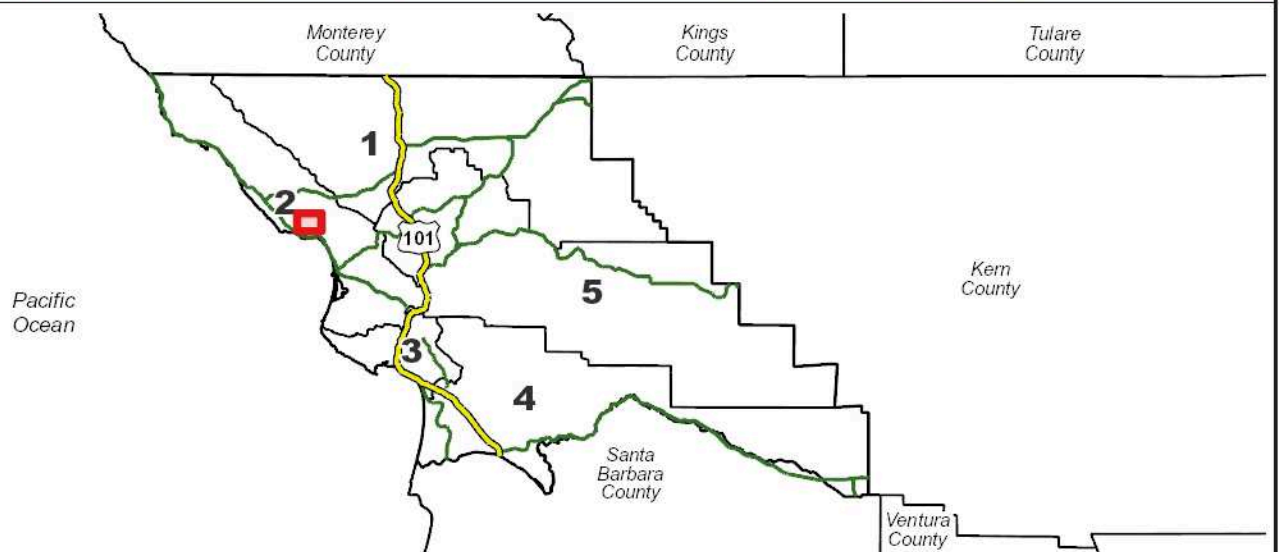 Monterey
County
Kings
County
Tulare
County
1
2
101
Pacific
Ocean
5
Kern
County
3
4
Santa
Barbara
County
Ventura
County